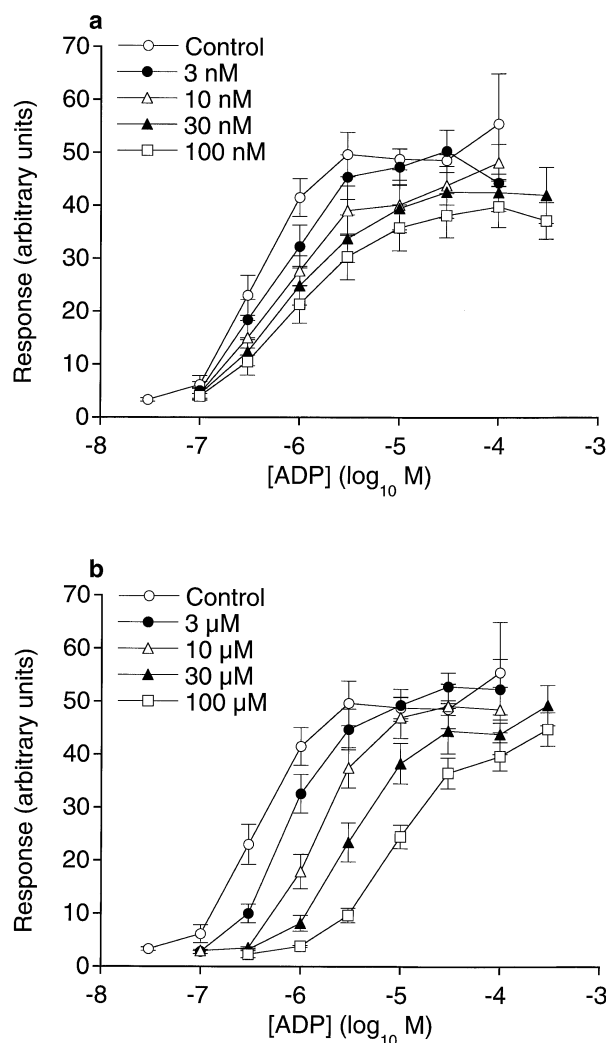 a
Control
3 nM
10 nM
30 nM
100 nM
70
60
50
40
30
20
10
0
Response (arbitrary units)
-8 -7 -6 -5 -4 -3
[ADP] (log10 M)
b
Control
3 µM
10 µM
30 µM
100 µM
70
60
50
40
30
20
10
0
Response (arbitrary units)
-8 -7 -6 -5 -4 -3
[ADP] (log10 M)